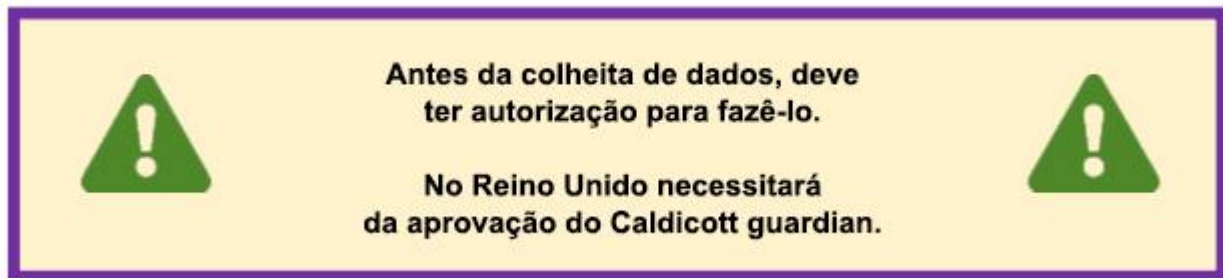 Antes da colheita de dados, deve
ter autorização para fazê-lo.
No Reino Unido necessitará
da aprovação do Caldicott guardian.